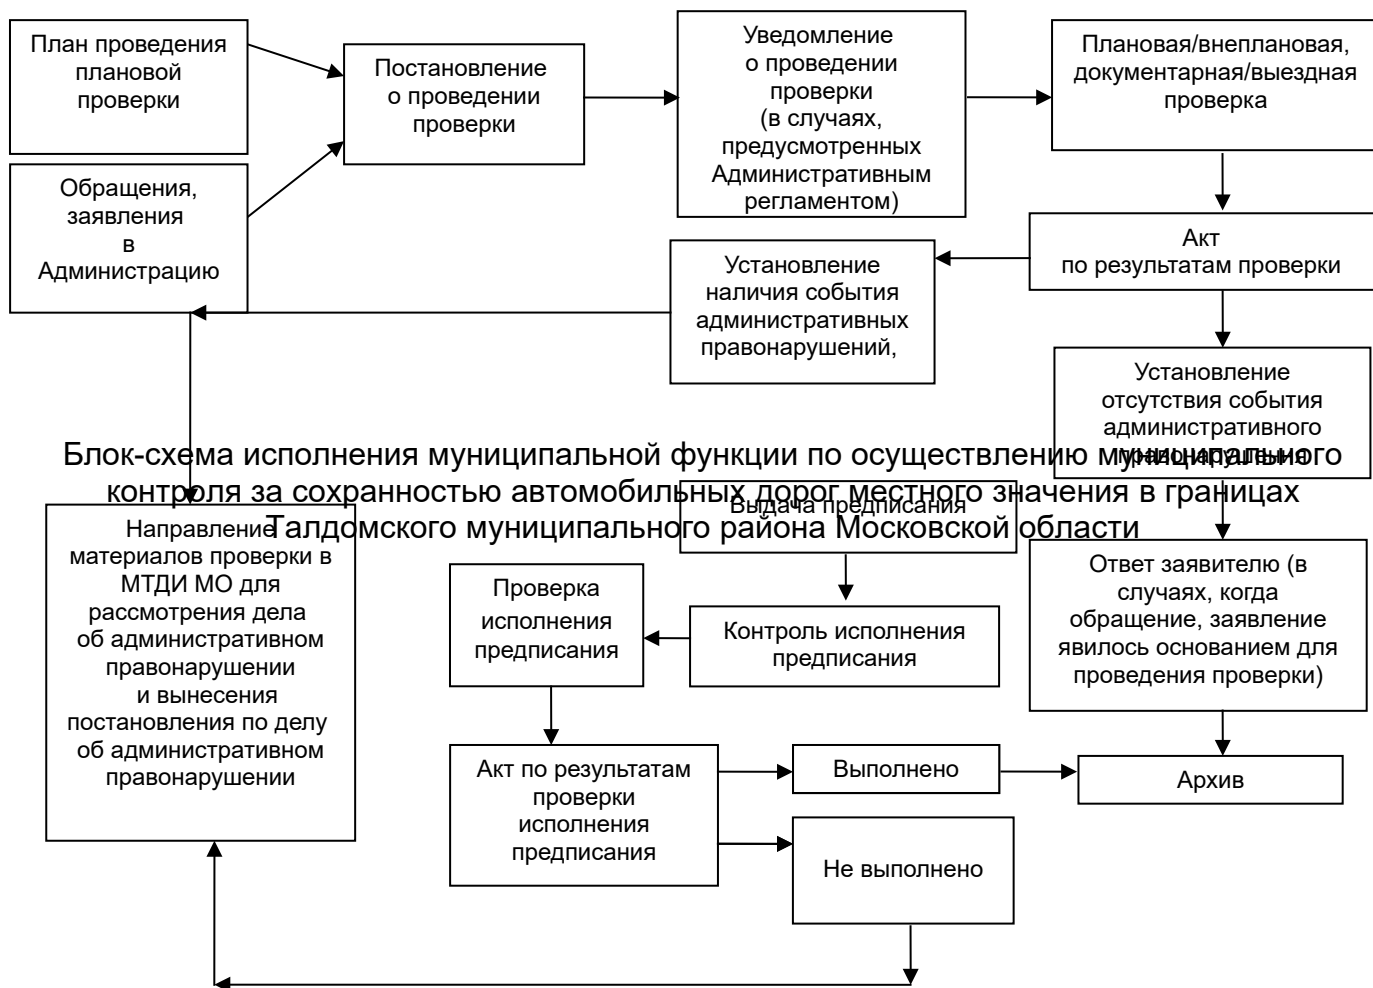 План проведения
плановой
проверки
Постановление
о проведении
проверки
Уведомление
о проведении
проверки
(в случаях,
предусмотренных
Административным
регламентом)
Плановая/внеплановая,
документарная/выездная
проверка
Обращения,
заявления
в
Администрацию
Акт
по результатам проверки
Установление
наличия события
административных
правонарушений,
Установление
отсутствия события
административного
правонарушения
Блок-схема исполнения муниципальной функции по осуществлению муниципального
контроля за сохранностью автомобильных дорог местного значения в границах
Талдомского муниципального района Московской области
Выдача предписания
Направление
материалов проверки в
МТДИ МО для
рассмотрения дела
об административном
правонарушении
и вынесения
постановления по делу
об административном
правонарушении
Проверка
исполнения
предписания
Контроль исполнения
предписания
Ответ заявителю (в
случаях, когда
обращение, заявление
явилось основанием для
проведения проверки)
Акт по результатам
проверки
исполнения
предписания
Выполнено
Архив
Не выполнено